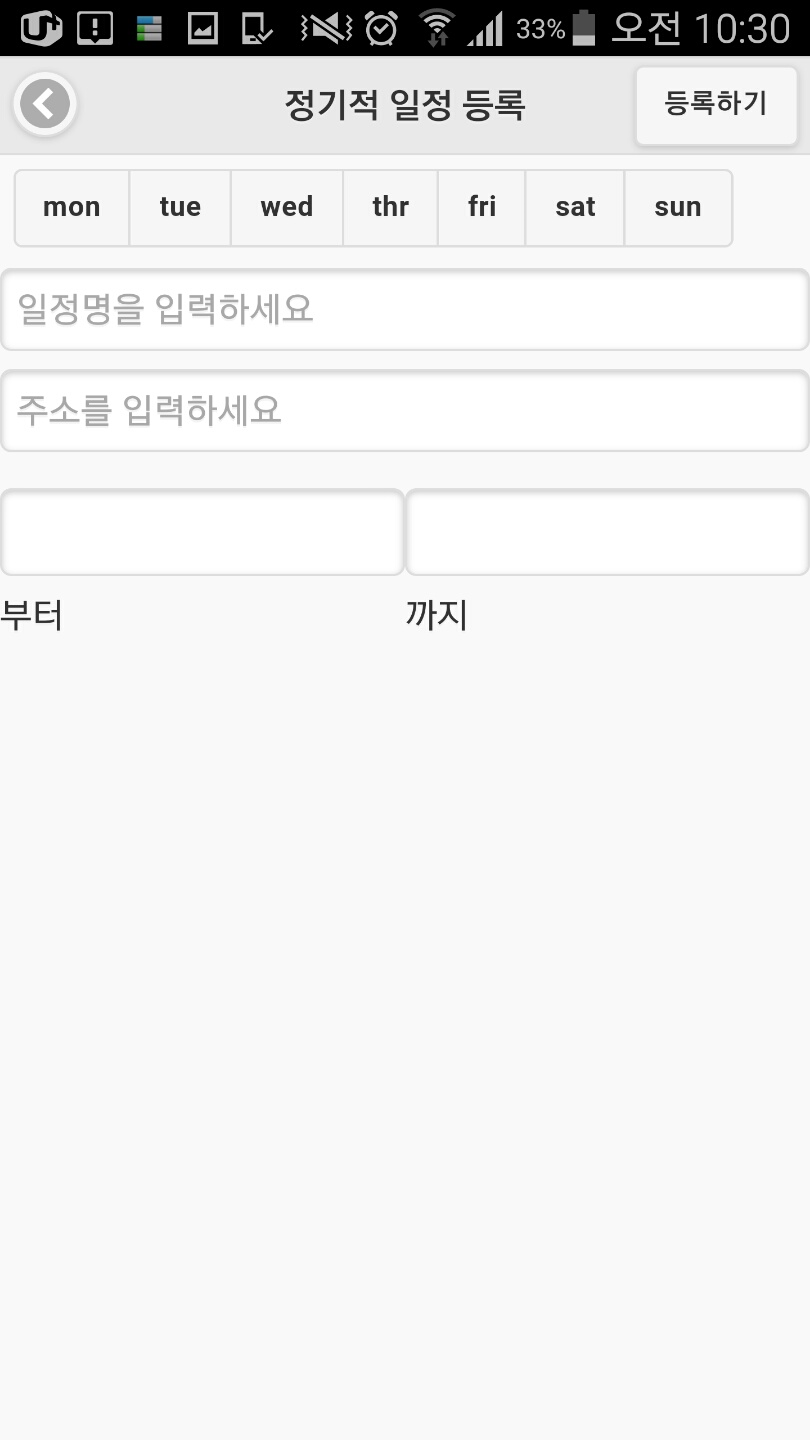 U+ 33% 오전 10:30
정기적 일정 등록 등록하기
mon tue wed thr fri sat sun
일정명을 입력하세요
주소를 입력하세요
부터 까지